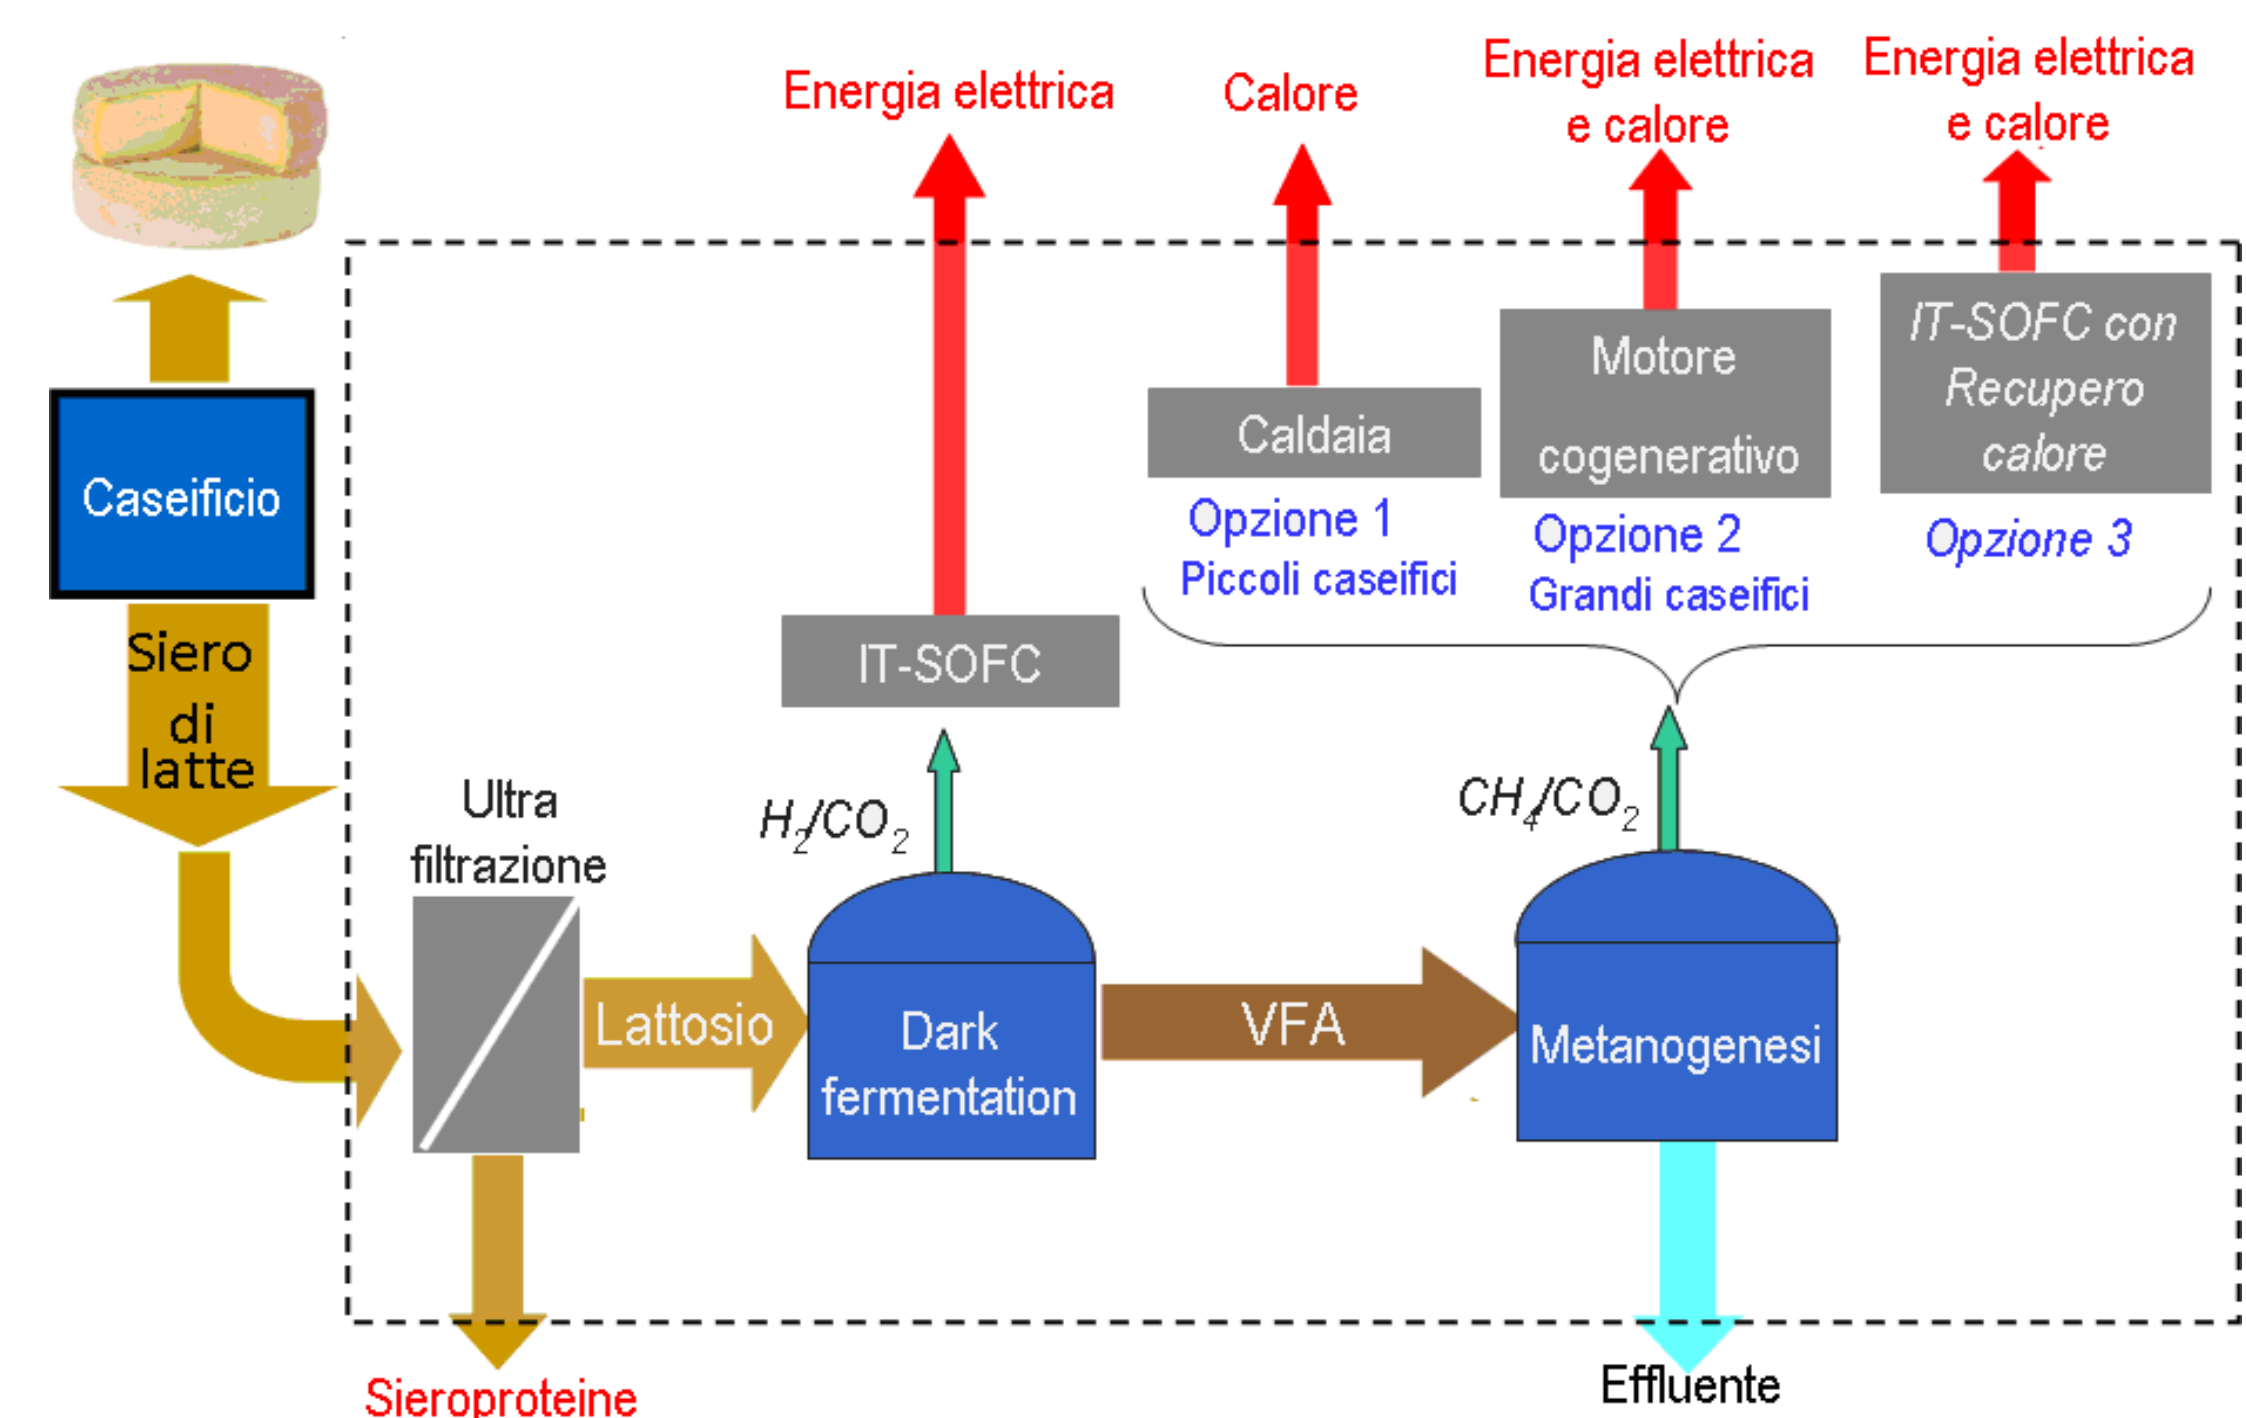 Energia elettrica
Calore
Energia elettrica
e calore
Energia elettrica
e calore
Caseificio
Siero
di
latte
IT-SOFC
Caldaia
Opzione 1
Piccoli caseifici
Motore
cogenerativo
Opzione 2
Grandi caseifici
IT-SOFC con
Recupero
calore
Opzione 3
Ultra
filtrazione
H2/CO2
CH4/CO2
Lattosio
Dark
fermentation
VFA
Metanogenesi
Sieroproteine
Effluente